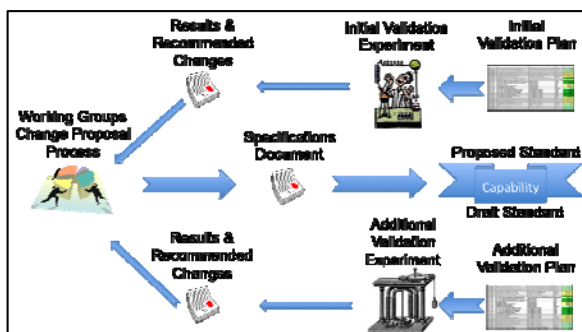 Results &
Recommended
Changes
Initial Validation
Experiment
Initial
Validation Plan
Working Groups
Change Proposal
Process
Specifications
Document
Proposed Standard
Capability
Draft Standard
Results &
Recommended
Changes
Additional
Validation
Experiment
Additional
Validation Plan